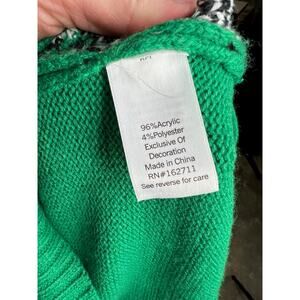 96%Acrylic
4%Polyester
Exclusive Of
Decoration
Made in China
RN#162711
See reverse for care